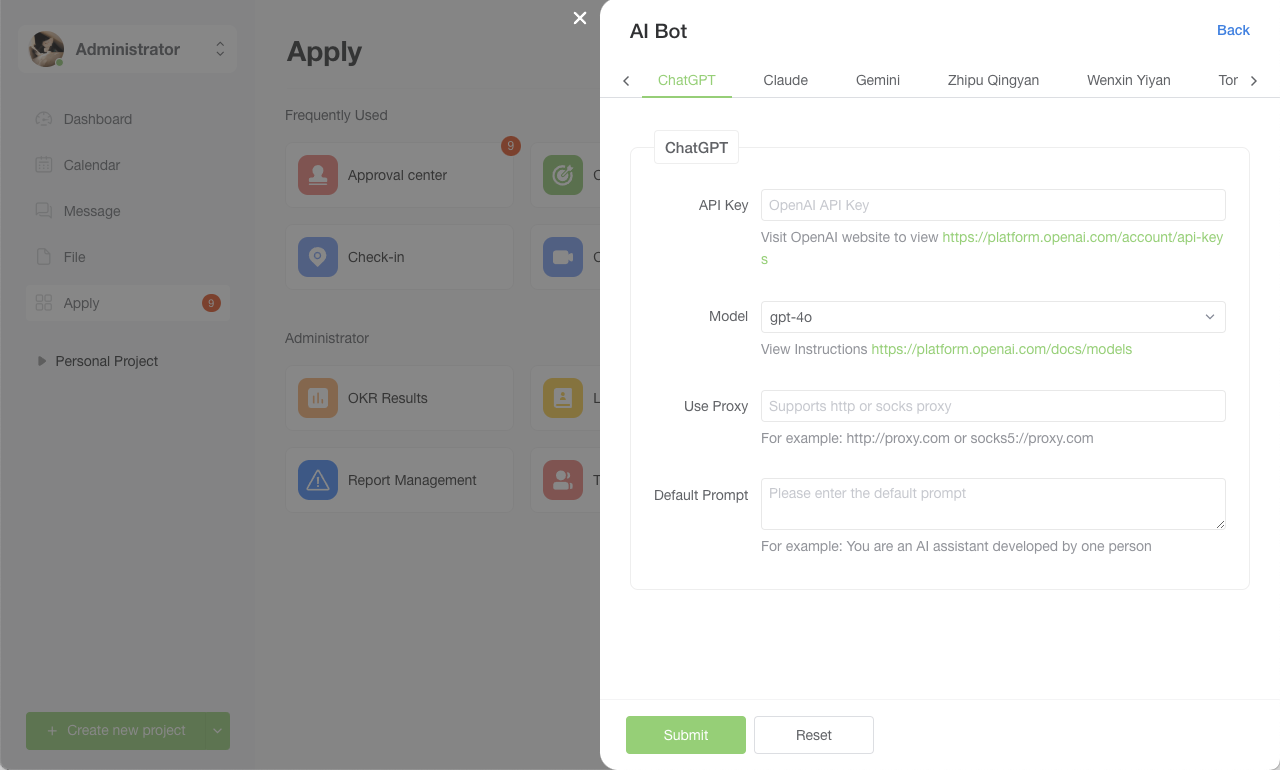 Administrator
Dashboard
Calendar
Message
File
Apply
9
Personal Project
Create new project
Apply
Frequently Used
9
Approval center
Check-in
Administrator
OKR Results
Report Management
AI Bot
Back
ChatGPT
Claude
Gemini
Zhipu Qingyan
Wenxin Yiyan
ChatGPT
API Key
OpenAI API Key
Visit OpenAI website to view https://platform.openai.com/account/api-key
s
Model
gpt-4o
View Instructions https://platform.openai.com/docs/models
Use Proxy
Supports http or socks proxy
For example: http://proxy.com or socks5://proxy.com
Default Prompt
Please enter the default prompt
For example: You are an AI assistant developed by one person
Submit
Reset